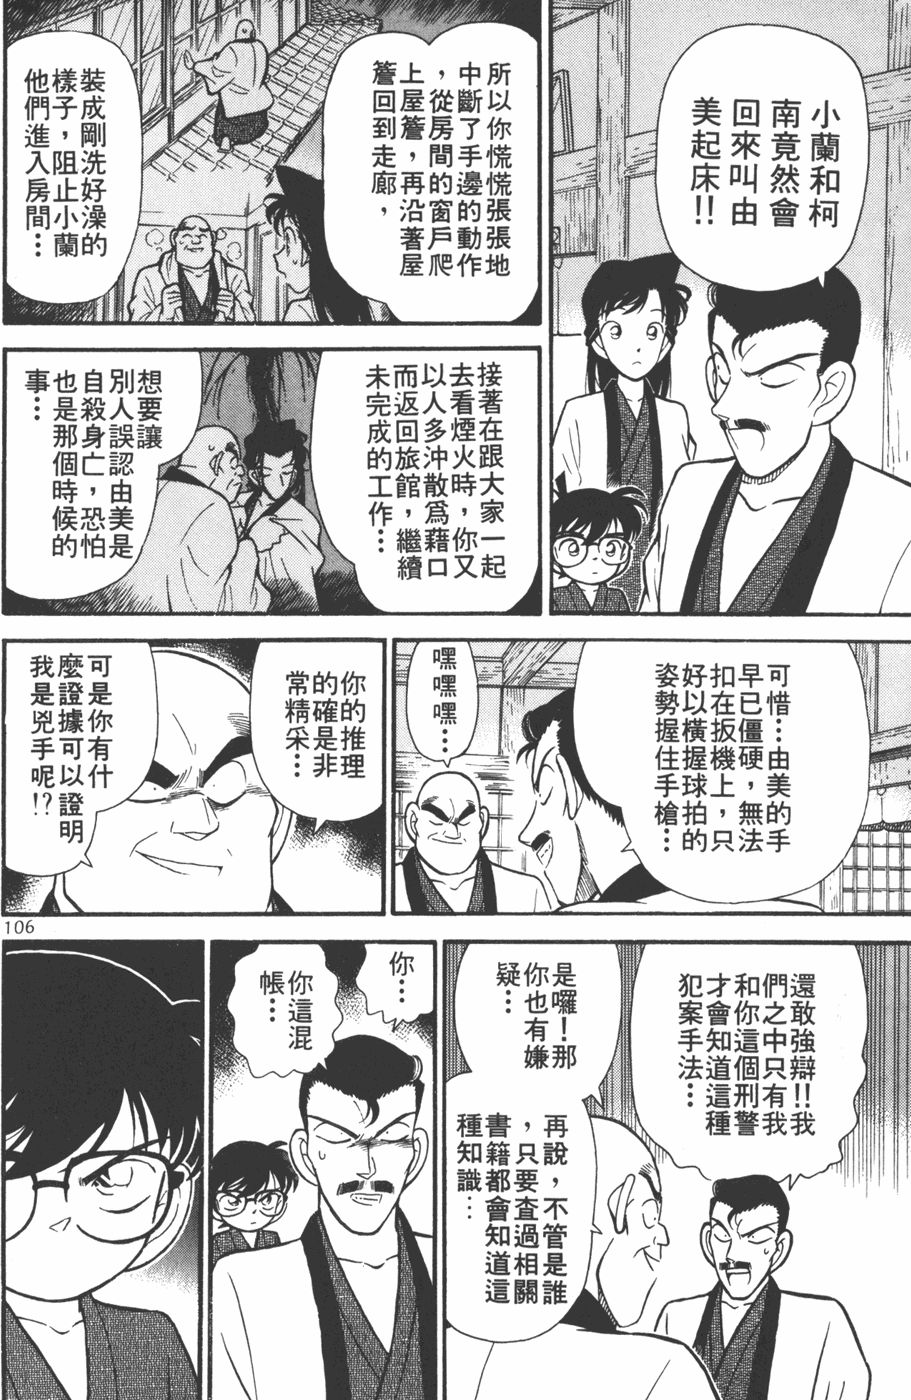 小蘭和柯
南竟然會
回來叫由
美起床!!
所以你慌慌張張地
中斷了手邊的動作
，從房間的窗戶爬
上屋簷，再沿著屋
簷回到走廊，
裝成剛洗好澡的
樣子，阻止小蘭
他們進入房間…
接著在跟大家一起
去看煙火時，你又
以人多沖散爲藉口
而返回旅館，繼續
未完成的工作…
想要讓
別人誤認由美是
自殺身亡，恐怕
也是那個時候的
事…
可惜…由美的手
早已僵硬，無法
扣在扳機上，只
好以橫握球拍的
姿勢握住手槍…
嘿嘿嘿…
你的推理
的確是非
常精采…
可是你有什
麼證據可以證明
我是兇手呢!?
106
還敢強辯!!我
們之中只有我
和你這個刑警
才會知道這種
犯案手法…
是囉！那
你也有嫌
疑…
再說，不管是誰
，只要查過相關
書籍都會知道這
種知識…
你…
你這混
帳…